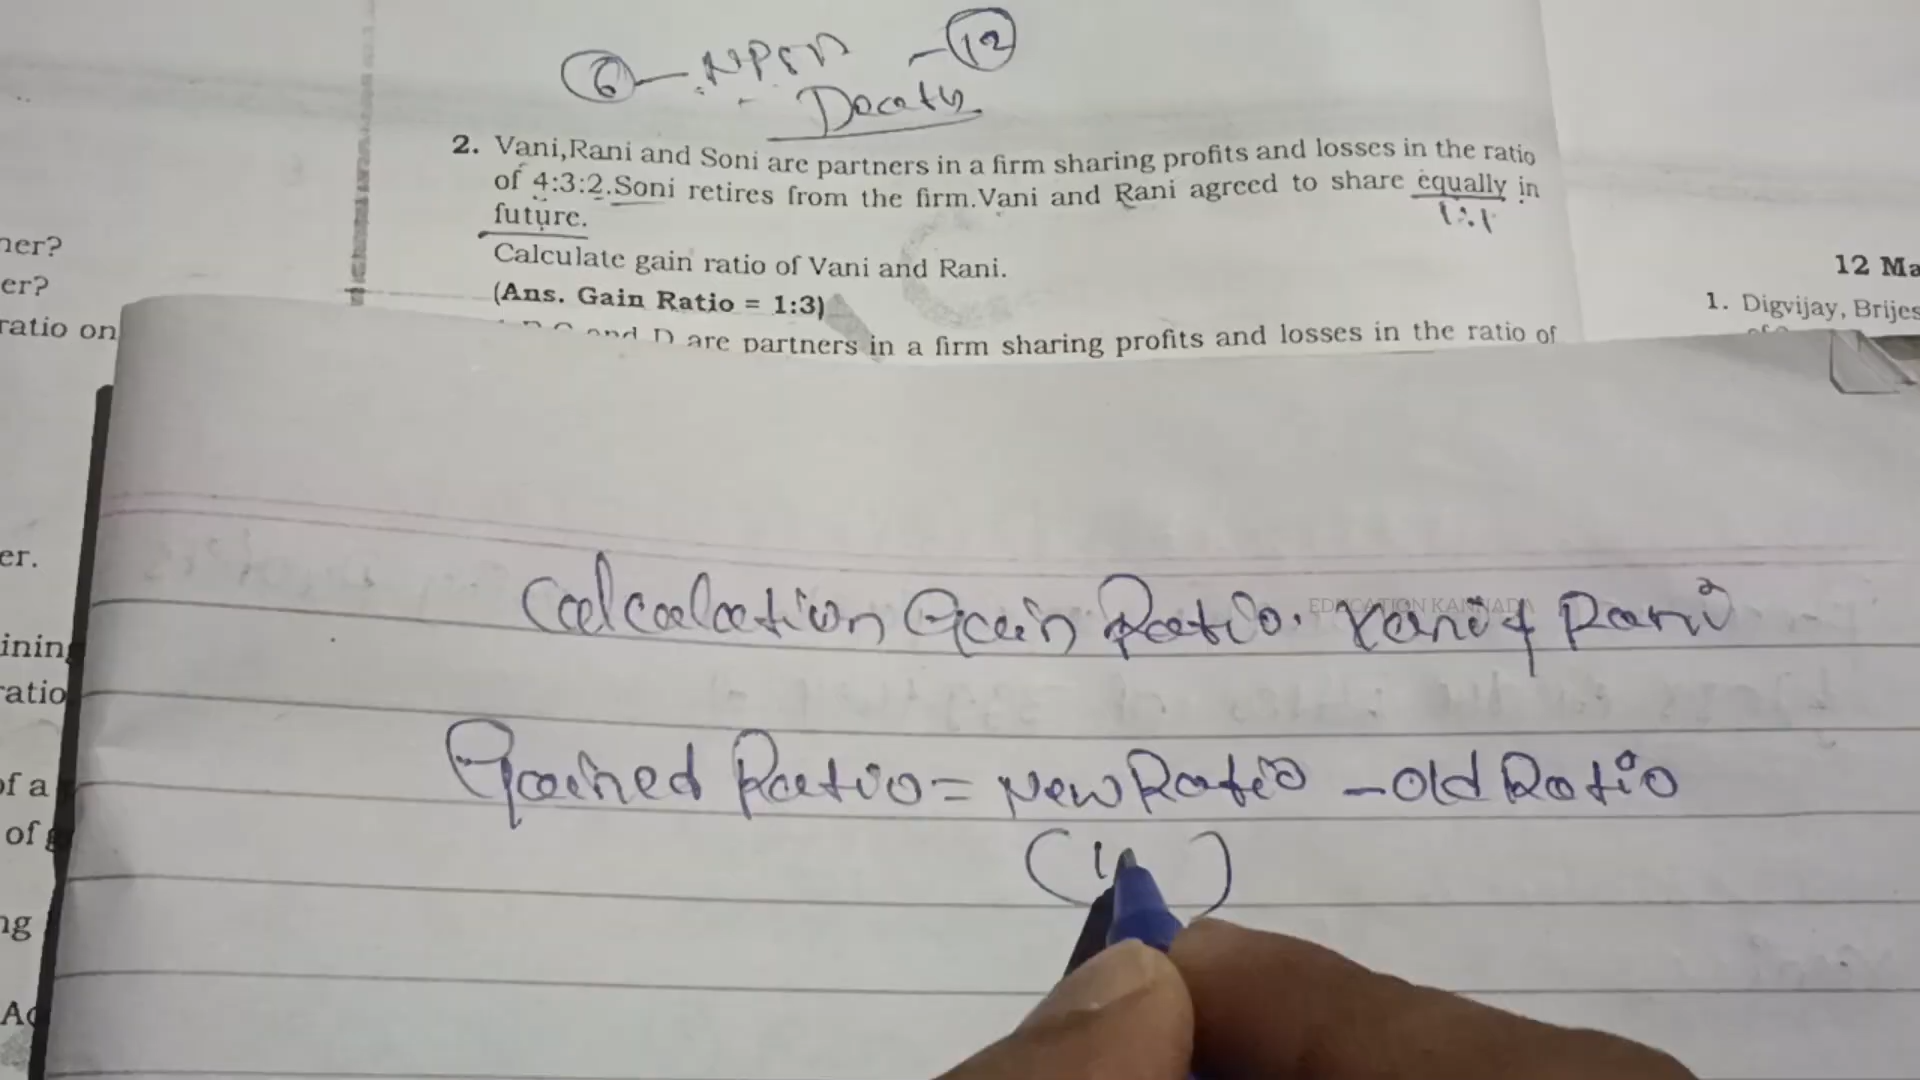 6 - NPSR - 12
Death
2. Vani,Rani and Soni are partners in a firm sharing profits and losses in the ratio
of 4:3:2.Soni retires from the firm.Vani and Rani agreed to share equally in
1:1
future.
Calculate gain ratio of Vani and Rani.
(Ans. Gain Ratio = 1:3)
and D are partners in a firm sharing profits and losses in the ratio of
12 Ma
1. Digvijay, Brijes
ner?
er?
ratio on
er.
ining
ratio
of a
of g
ng
Ac
Calculation Gain Ratio. Vani & Rani
EDUCATION KANNADA
Gained Ratio = New Ratio - Old Ratio
(1 )